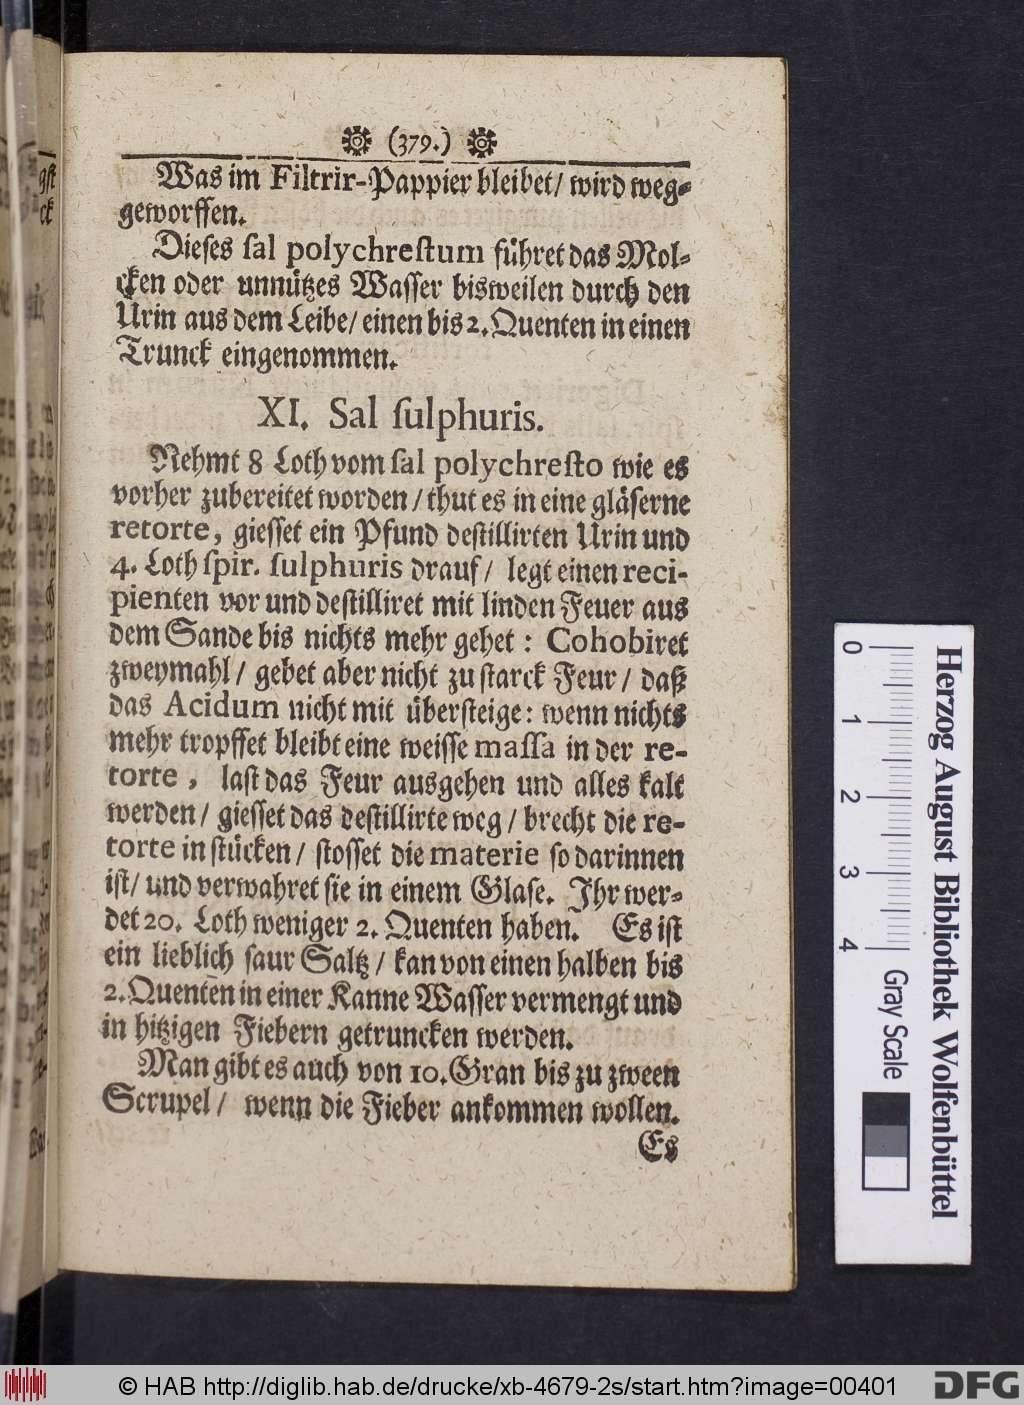 (379.)
Was im Filtrir-Pappier bleibet/ wird weg-
geworffen.
Dieses ſal polychreſtum führet das Mol-
cken oder unnützes Wasser bisweilen durch den
Urin aus dem Leibe/ einen bis 2. Quenten in einen
Trunck eingenommen.
XI. Sal ſulphuris.
Nehmt 8 Loth vom ſal polychreſto wie es
vorher zubereitet worden / thut es in eine gläserne
retorte, giesset ein Pfund destillirten Urin und
4. Loth ſpir. ſulphuris drauf / legt einen reci-
pienten vor und destilliret mit linden Feuer aus
dem Sande bis nichts mehr gehet : Cohobiret
zweymahl / gebet aber nicht zu starck Feur / daß
das Acidum nicht mit übersteige : wenn nichts
mehr tropffet bleibt eine weisse maſſa in der re-
torte , last das Feur ausgehen und alles kalt
werden / giesset das destillirte weg / brecht die re-
torte in stücken / stosset die materie so darinnen
ist/ und verwahret sie in einem Glase. Ihr wer-
det 20. Loth weniger 2. Quenten haben. Es ist
ein lieblich saur Saltz / kan von einen halben bis
2. Quenten in einer Kanne Wasser vermengt und
in hitzigen Fiebern getruncken werden.
Man gibt es auch von 10. Gran bis zu zween
Scrupel / wenn die Fieber ankommen wollen.
Es
0 1 2 3 4
Gray Scale
Herzog August Bibliothek Wolfenbüttel
© HAB http://diglib.hab.de/drucke/xb-4679-2s/start.htm?image=00401
DFG